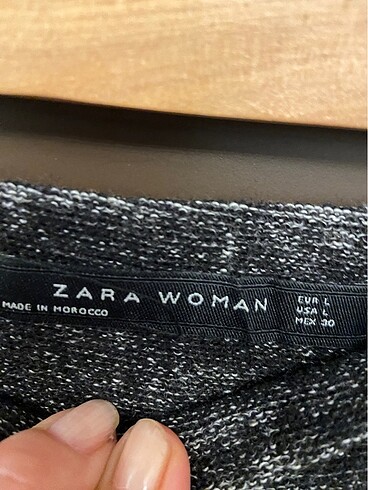 ZARA WOMAN
MADE IN MOROCCO
EUR L
USA L
MEX 30